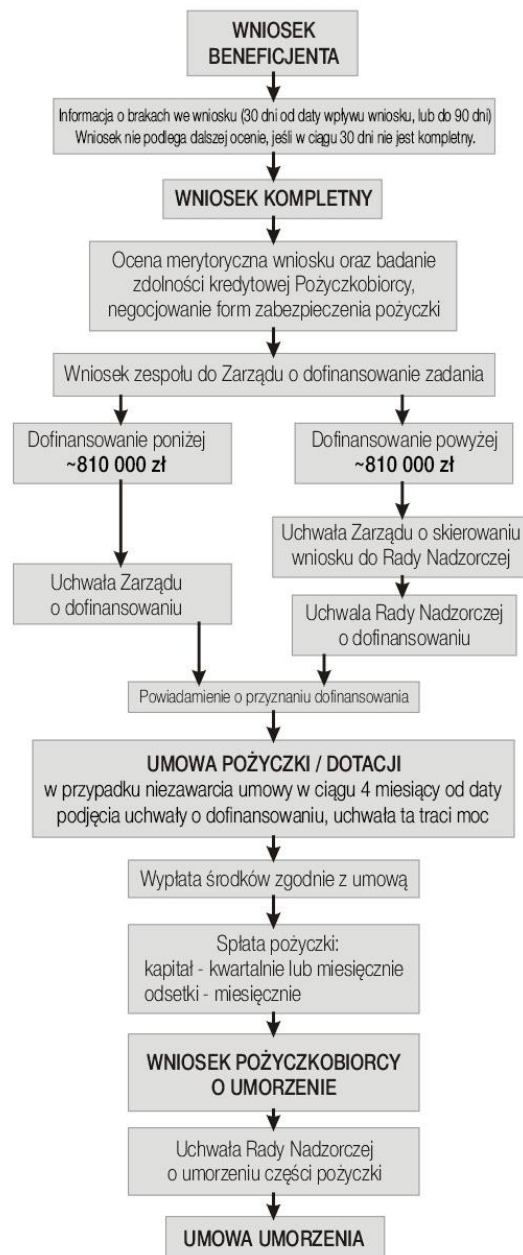 WNIOSEK
BENEFICJENTA
Informacja o brakach we wniosku (30 dni od daty wpływu wniosku, lub do 90 dni)
Wniosek nie podlega dalszej ocenie, jeśli w ciągu 30 dni nie jest kompletny.
WNIOSEK KOMPLETNY
Ocena merytoryczna wniosku oraz badanie
zdolności kredytowej Pożyczkobiorcy,
negocjowanie form zabezpieczenia pożyczki
Wniosek zespołu do Zarządu o dofinansowanie zadania
Dofinansowanie poniżej
~810 000 zł
Dofinansowanie powyżej
~810 000 zł
Uchwała Zarządu o skierowaniu
wniosku do Rady Nadzorczej
Uchwała Zarządu
o dofinansowaniu
Uchwala Rady Nadzorczej
o dofinansowaniu
Powiadamienie o przyznaniu dofinansowania
UMOWA POŻYCZKI / DOTACJI
w przypadku niezawarcia umowy w ciągu 4 miesięcy od daty
podjęcia uchwały o dofinansowaniu, uchwała ta traci moc
Wypłata środków zgodnie z umową
Spłata pożyczki:
kapitał - kwartalnie lub miesięcznie
odsetki - miesięcznie
WNIOSEK POŻYCZKOBIORCY
O UMORZENIE
Uchwała Rady Nadzorczej
o umorzeniu części pożyczki
UMOWA UMORZENIA